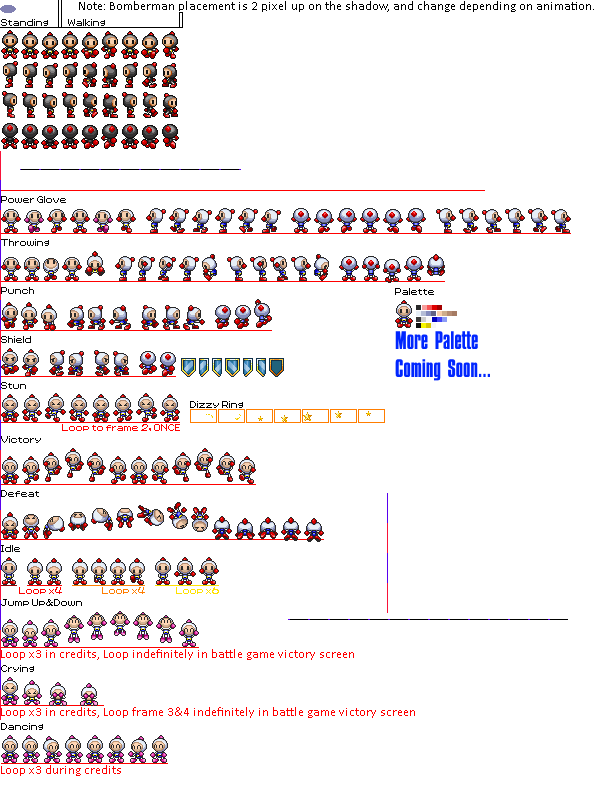 Note: Bomberman placement is 2 pixel up on the shadow, and change depending on animation.
Standing
Walking
Power Glove
Throwing
Punch
Palette
More Palette
Coming Soon...
Shield
Stun
Dizzy Ring
Loop to frame 2,ONCE
Victory
Defeat
Idle
Loop x4
Loop x4
Loop x6
Jump Up&Down
Loop x3 in credits, Loop indefinitely in battle game victory screen
Crying
Loop x3 in credits, Loop frame 3&4 indefinitely in battle game victory screen
Dancing
Loop x3 during credits